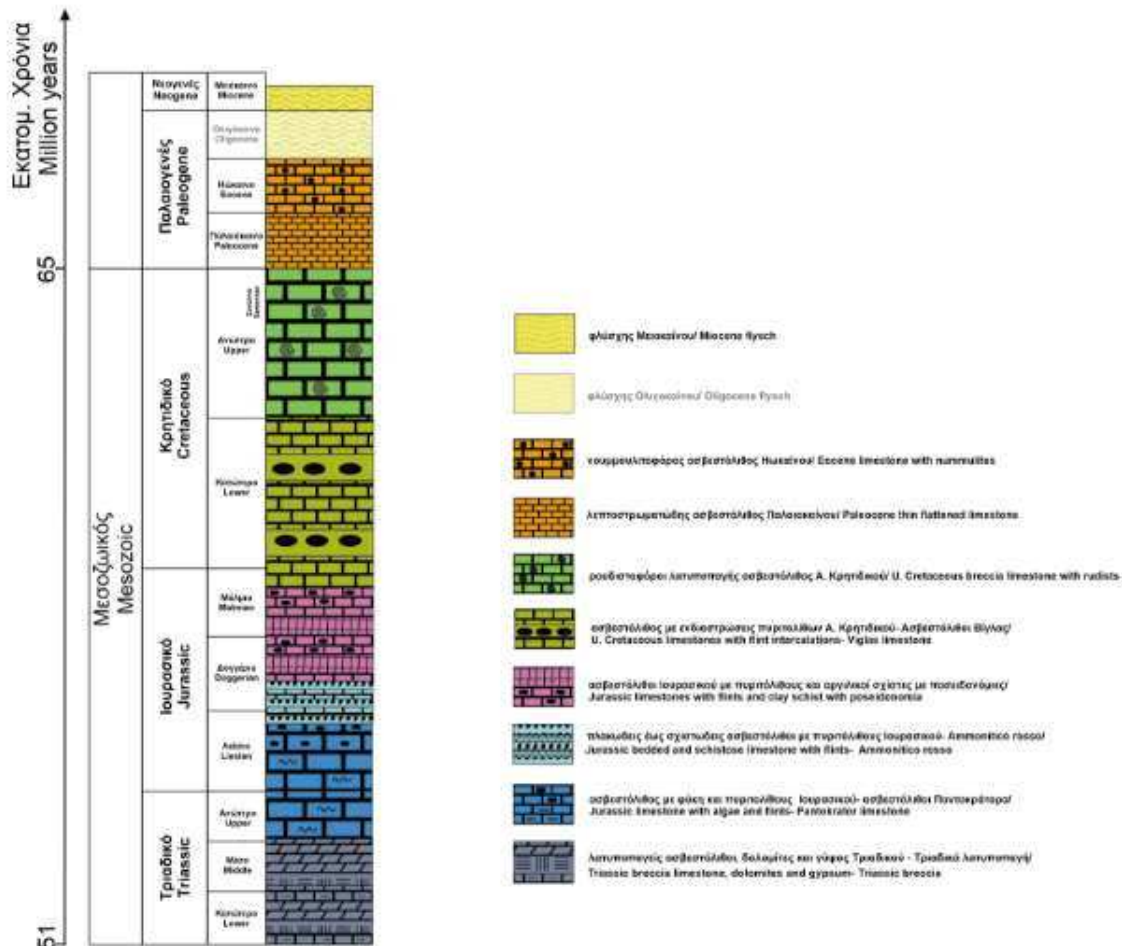 Εκατομ. Χρόνια
Million years
65
51
Μεσοζωικός
Mesozoic
Νεογενές
Neogene
Μειόκαινο
Miocene
Παλαιογενές
Paleogene
Ολιγόκαινο
Oligocene
Ηώκαινο
Eocene
Παλαιόκαινο
Paleocene
Κρητιδικό
Cretaceous
Ανώτερο
Upper
Κατώτερο
Lower
Ιουρασικό
Jurassic
Μάλμιο
Malmian
Δογγέριο
Doggerian
Λιάσιο
Liasian
Τριαδικό
Triassic
Ανώτερο
Upper
Μέσο
Middle
Κατώτερο
Lower
φλύσχης Μειοκαίνου/ Miocene flysch
φλύσχης Ολιγοκαίνου/ Oligocene flysch
νουμμουλιτοφόρος ασβεστόλιθος Ηωκαίνου/ Eocene limestone with nummulites
λεπτοστρωματώδης ασβεστόλιθος Παλαιοκαίνου/ Paleocene thin flattened limestone
ρουδιστοφόροι λατυποπαγής ασβεστόλιθος Α. Κρητιδικού/ U. Cretaceous breccia limestone with rudists
ασβεστόλιθος με ενδιαστρώσεις πυριτολίθων Α. Κρητιδικού- Ασβεστόλιθοι Βίγλας/
U. Cretaceous limestones with flint intercalations- Viglas limestone
ασβεστόλιθοι Ιουρασικού με πυριτόλιθους και αργιλικοί σχίστες με ποσειδονόμιες/
Jurassic limestones with flints and clay schist with poseidonomia
πλακώδεις έως σχιστώδεις ασβεστόλιθοι με πυριτόλιθους Ιουρασικού- Ammonitico rosso/
Jurassic bedded and schistose limestone with flints- Ammonitico rosso
ασβεστόλιθος με φύκη και πυριτολίθους Ιουρασικού- ασβεστόλιθοι Παντοκράτορα/
Jurassic limestone with algae and flints- Pantokrator limestone
λατυποπαγείς ασβεστόλιθοι, δολομίτες και γύψος Τριαδικού - Τριαδικά λατυποπαγή/
Triassic breccia limestone, dolomites and gypsum- Triassic breccia